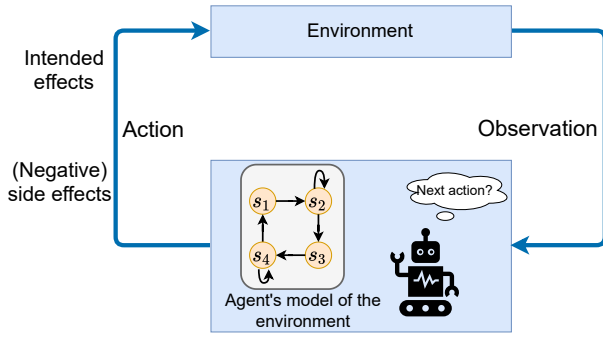 Environment
Intended
effects
Action
Observation
(Negative)
side effects
s1
s2
s4
s3
Next action?
Agent's model of the
environment